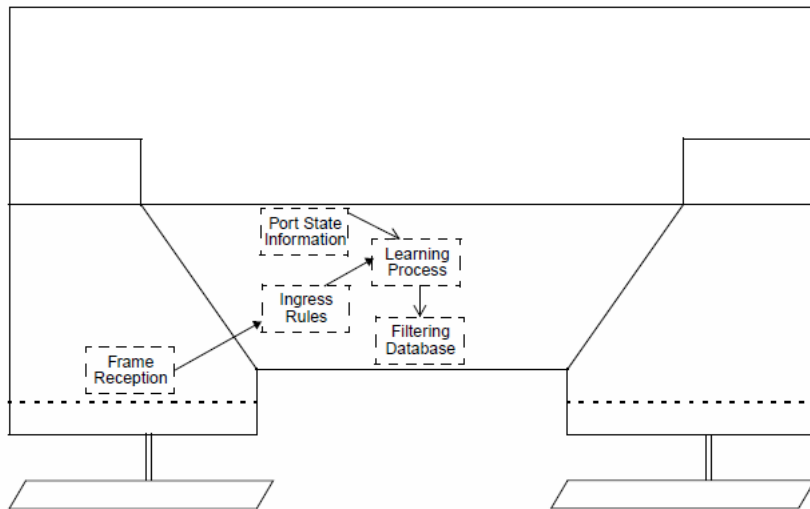 Port State
Information
Learning
Process
Ingress
Rules
Filtering
Database
Frame
Reception